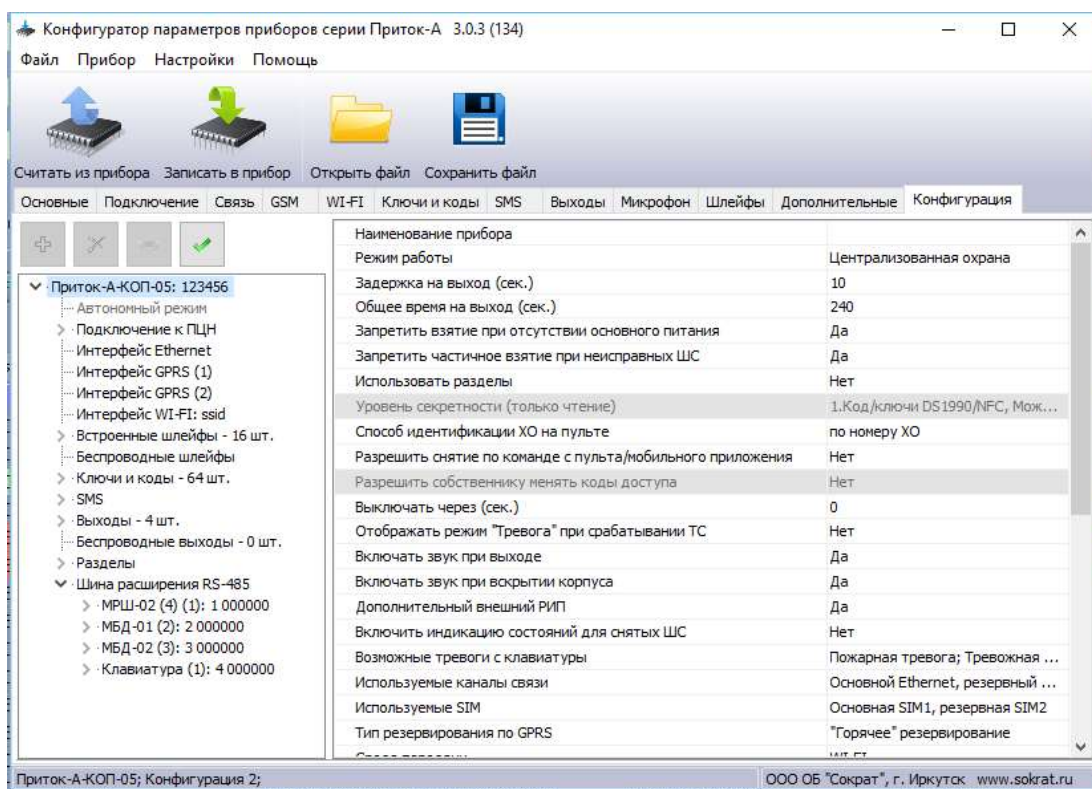 Конфигуратор параметров приборов серии Приток-А 3.0.3 (134)
Файл Прибор Настройки Помощь
Считать из прибора Записать в прибор Открыть файл Сохранить файл
Основные Подключение Связь GSM WI-FI Ключи и коды SMS Выходы Микрофон Шлейфы Дополнительные Конфигурация
Приток-А-КОП-05: 123456
Автономный режим
Подключение к ПЦН
Интерфейс Ethernet
Интерфейс GPRS (1)
Интерфейс GPRS (2)
Интерфейс WI-FI: ssid
Встроенные шлейфы - 16 шт.
Беспроводные шлейфы
Ключи и коды - 64 шт.
SMS
Выходы - 4 шт.
Беспроводные выходы - 0 шт.
Разделы
Шина расширения RS-485
МРШ-02 (4) (1): 1 000000
МБД-01 (2): 2 000000
МБД-02 (3): 3 000000
Клавиатура (1): 4 000000
Наименование прибора
Режим работы Централизованная охрана
Задержка на выход (сек.) 10
Общее время на выход (сек.) 240
Запретить взятие при отсутствии основного питания Да
Запретить частичное взятие при неисправных ШС Да
Использовать разделы Нет
Уровень секретности (только чтение) 1.Код/ключи DS1990/NFC, Мож...
Способ идентификации ХО на пульте по номеру ХО
Разрешить снятие по команде с пульта/мобильного приложения Нет
Разрешить собственнику менять коды доступа Нет
Выключать через (сек.) 0
Отображать режим "Тревога" при срабатывании ТС Нет
Включать звук при выходе Да
Включать звук при вскрытии корпуса Да
Дополнительный внешний РИП Да
Включить индикацию состояний для снятых ШС Нет
Возможные тревоги с клавиатуры Пожарная тревога; Тревожная ...
Используемые каналы связи Основной Ethernet, резервный ...
Используемые SIM Основная SIM1, резервная SIM2
Тип резервирования по GPRS "Горячее" резервирование
Приток-А-КОП-05; Конфигурация 2; ООО ОБ "Сократ", г. Иркутск www.sokrat.ru